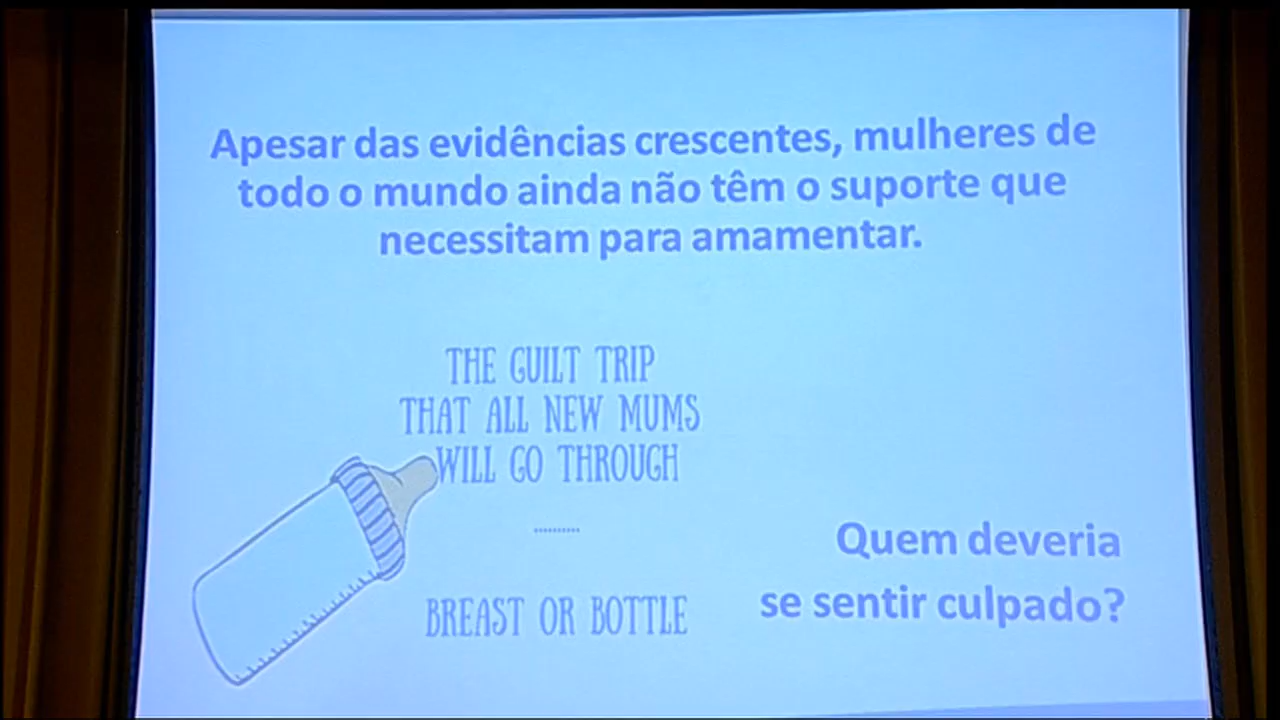 Apesar das evidências crescentes, mulheres de
todo o mundo ainda não têm o suporte que
necessitam para amamentar.
THE GUILT TRIP
THAT ALL NEW MUMS
WILL GO THROUGH
..........
BREAST OR BOTTLE
Quem deveria
se sentir culpado?